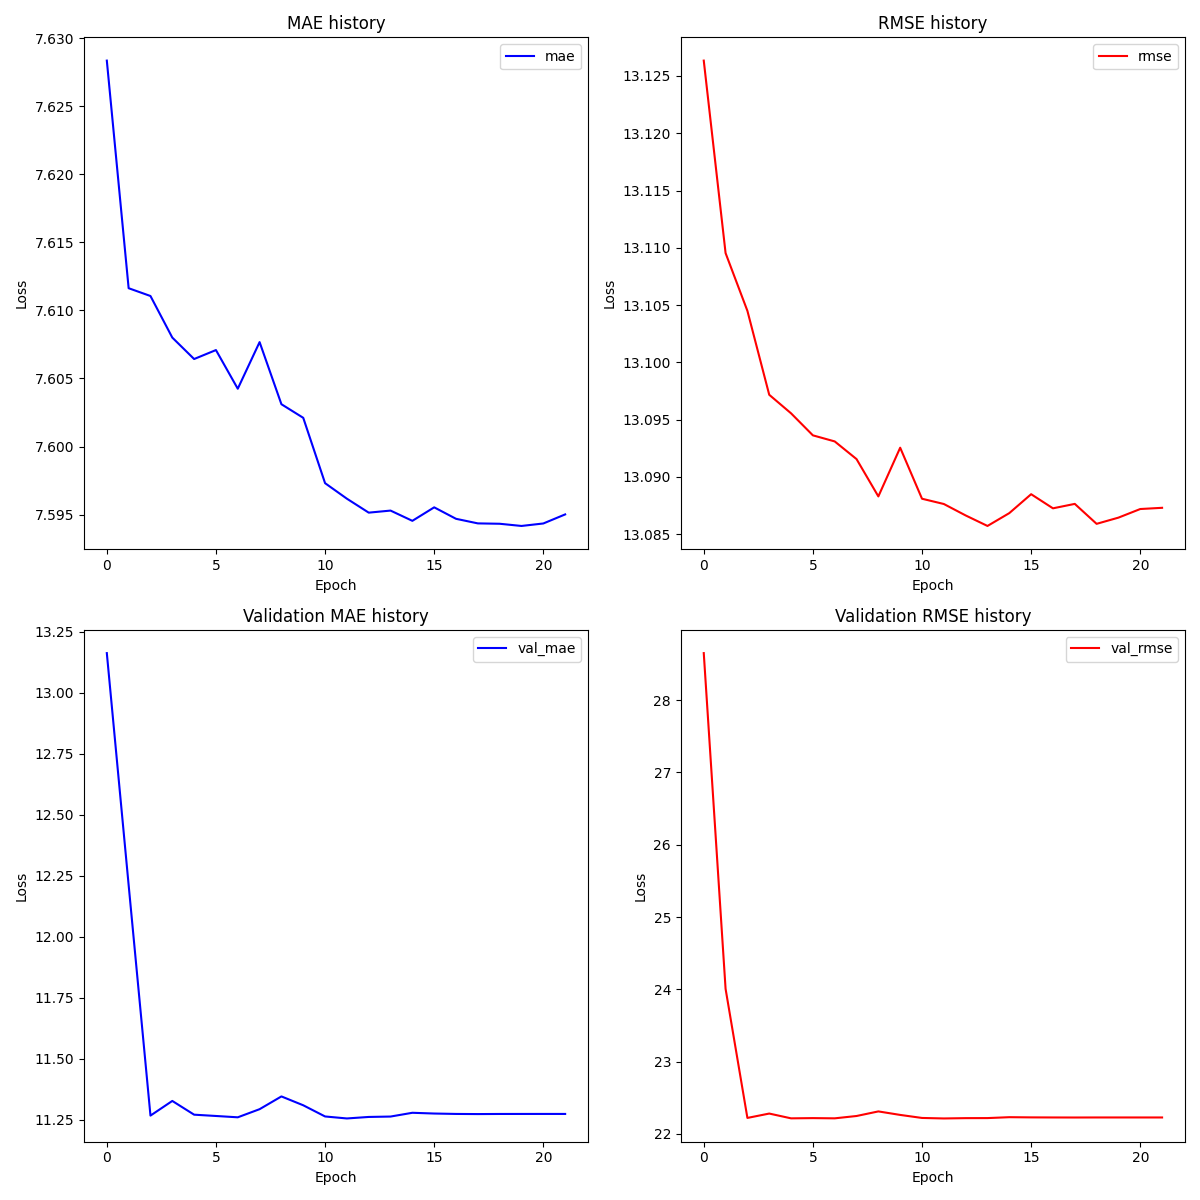 MAE history
mae
7.630
7.625
7.620
7.615
7.610
7.605
7.600
7.595
Loss
0 5 10 15 20
Epoch
RMSE history
rmse
13.125
13.120
13.115
13.110
13.105
13.100
13.095
13.090
13.085
Loss
0 5 10 15 20
Epoch
Validation MAE history
val_mae
13.25
13.00
12.75
12.50
12.25
12.00
11.75
11.50
11.25
Loss
0 5 10 15 20
Epoch
Validation RMSE history
val_rmse
28
27
26
25
24
23
22
Loss
0 5 10 15 20
Epoch